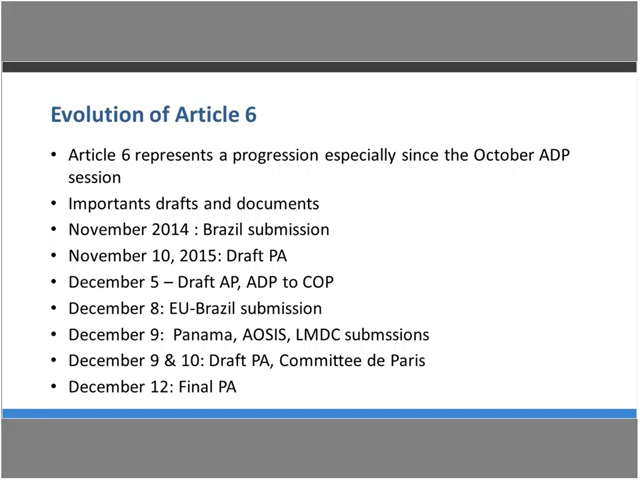 Evolution of Article 6
• Article 6 represents a progression especially since the October ADP
session
• Importants drafts and documents
• November 2014 : Brazil submission
• November 10, 2015: Draft PA
• December 5 – Draft AP, ADP to COP
• December 8: EU-Brazil submission
• December 9:  Panama, AOSIS, LMDC submssions
• December 9 & 10: Draft PA, Committee de Paris
• December 12: Final PA